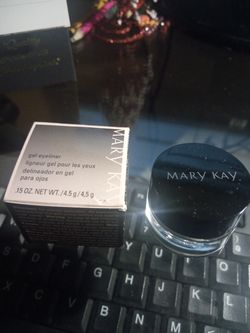 MARY KAY
gel eyeliner
ligneur gel pour les yeux
delineador en gel
para ojos
.15 OZ. NET WT. / 4.5 g / 4,5 g
MARY KAY